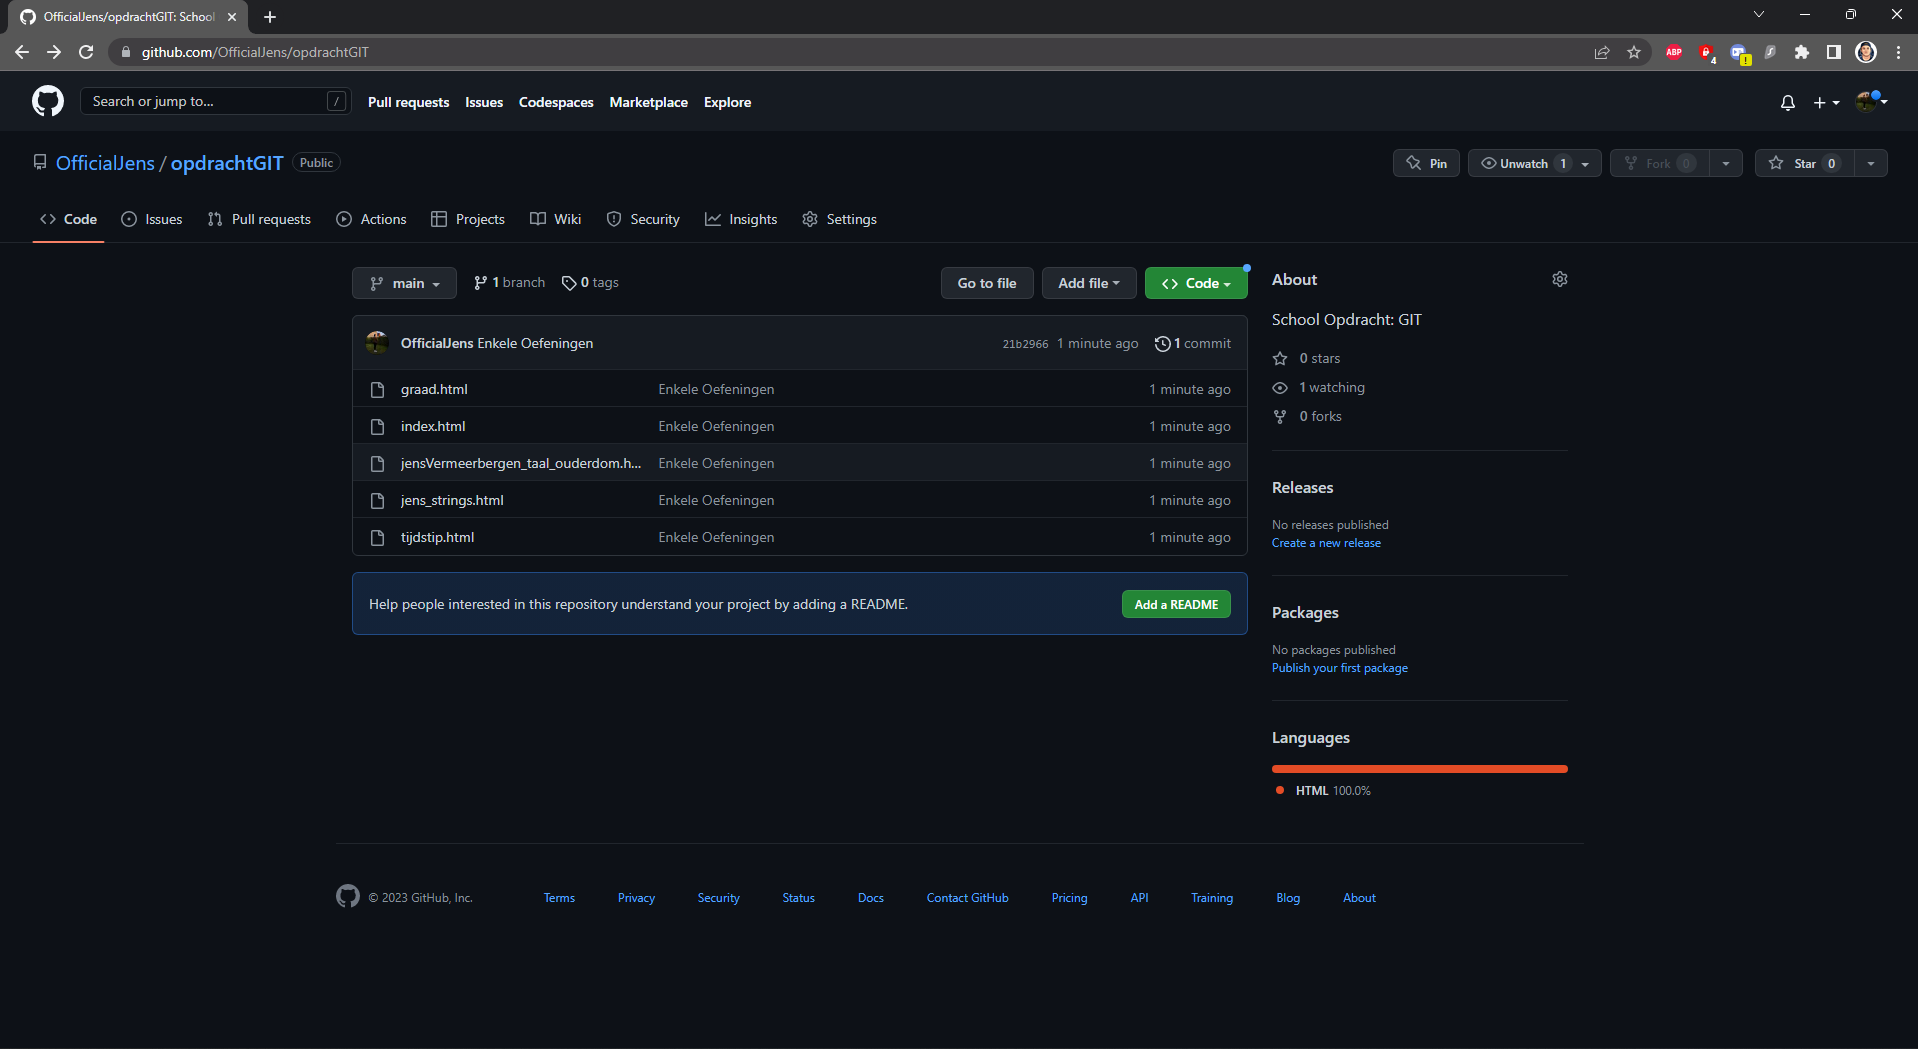 OfficialJens/opdrachtGIT: School
github.com/OfficialJens/opdrachtGIT
ABP
4
Search or jump to...
/
Pull requests
Issues
Codespaces
Marketplace
Explore
OfficialJens / opdrachtGIT
Public
Pin
Unwatch 1
Fork 0
Star 0
Code
Issues
Pull requests
Actions
Projects
Wiki
Security
Insights
Settings
main
1 branch
0 tags
Go to file
Add file
Code
OfficialJens Enkele Oefeningen
21b2966 1 minute ago
1 commit
graad.html Enkele Oefeningen 1 minute ago
index.html Enkele Oefeningen 1 minute ago
jensVermeerbergen_taal_ouderdom.h... Enkele Oefeningen 1 minute ago
jens_strings.html Enkele Oefeningen 1 minute ago
tijdstip.html Enkele Oefeningen 1 minute ago
Help people interested in this repository understand your project by adding a README.
Add a README
About
School Opdracht: GIT
0 stars
1 watching
0 forks
Releases
No releases published
Create a new release
Packages
No packages published
Publish your first package
Languages
HTML 100.0%
© 2023 GitHub, Inc.
Terms
Privacy
Security
Status
Docs
Contact GitHub
Pricing
API
Training
Blog
About